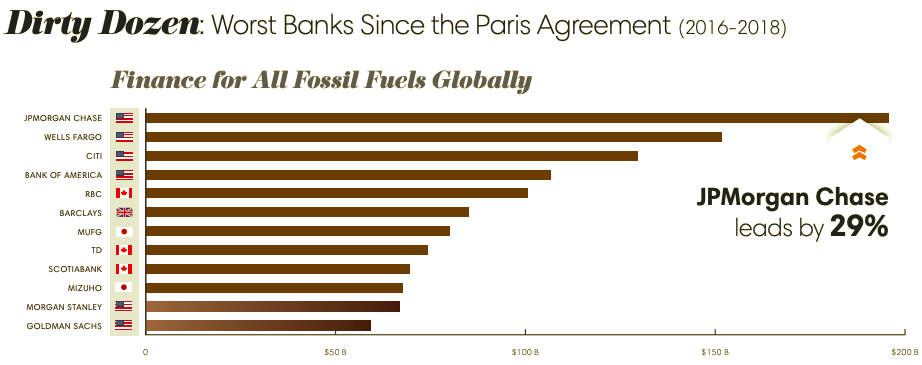 Dirty Dozen: Worst Banks Since the Paris Agreement (2016-2018)
Finance for All Fossil Fuels Globally
JPMORGAN CHASE
WELLS FARGO
CITI
BANK OF AMERICA
RBC
BARCLAYS
MUFG
TD
SCOTIABANK
MIZUHO
MORGAN STANLEY
GOLDMAN SACHS
JPMorgan Chase
leads by 29%
0 $50 B $100 B $150 B $200 B